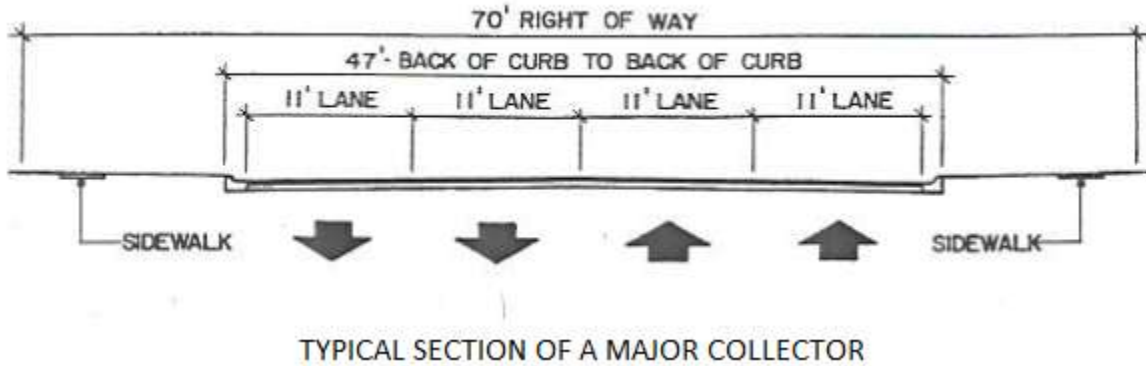 70' RIGHT OF WAY
47'- BACK OF CURB TO BACK OF CURB
11' LANE 11' LANE 11' LANE 11' LANE
SIDEWALK SIDEWALK
TYPICAL SECTION OF A MAJOR COLLECTOR